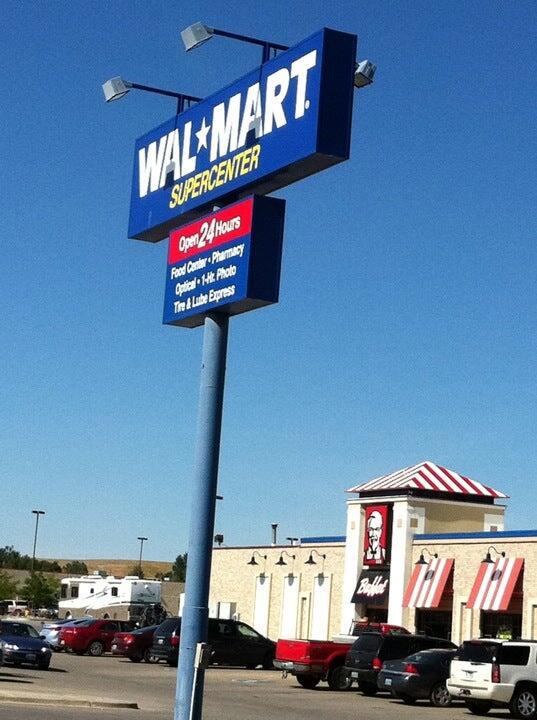 WAL★MART®
SUPERCENTER
Open 24 Hours
Food Center • Pharmacy
Optical • 1-Hr. Photo
Tire & Lube Express
Buffet